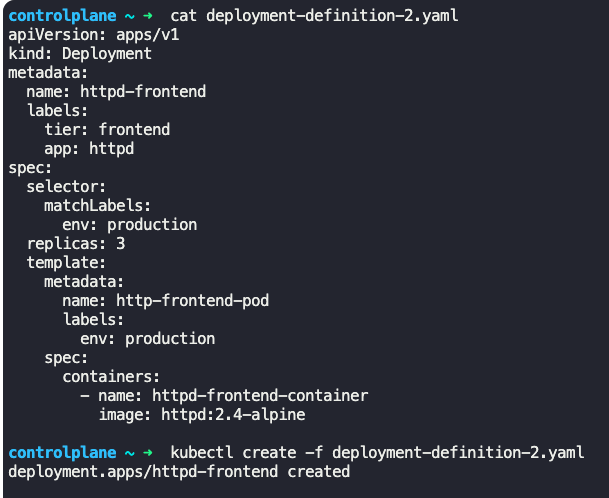 controlplane ~ ➜  cat deployment-definition-2.yaml
apiVersion: apps/v1
kind: Deployment
metadata:
  name: httpd-frontend
  labels:
    tier: frontend
    app: httpd
spec:
  selector:
    matchLabels:
      env: production
  replicas: 3
  template:
    metadata:
      name: http-frontend-pod
      labels:
        env: production
    spec:
      containers:
        - name: httpd-frontend-container
          image: httpd:2.4-alpine

controlplane ~ ➜  kubectl create -f deployment-definition-2.yaml
deployment.apps/httpd-frontend created